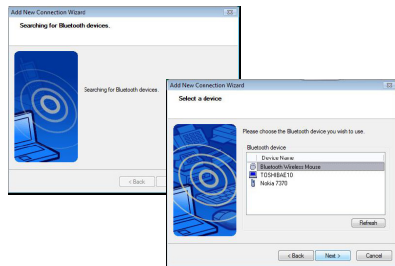 Add New Connection Wizard
Searching for Bluetooth devices.
Searching for Bluetooth devices.
< Back
Add New Connection Wizard
Select a device
Please choose the Bluetooth device you wish to use.
Bluetooth device
Device Name
Bluetooth Wireless Mouse
TOSHIBAE10
Nokia 7370
Refresh
< Back
Next >
Cancel